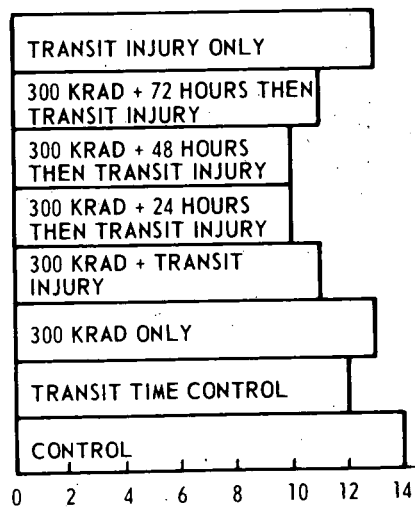 TRANSIT INJURY ONLY
300 KRAD + 72 HOURS THEN
TRANSIT INJURY
300 KRAD + 48 HOURS
THEN TRANSIT INJURY
300 KRAD + 24 HOURS
THEN TRANSIT INJURY
300 KRAD + TRANSIT
INJURY
300 KRAD ONLY
TRANSIT TIME CONTROL
CONTROL
0 2 4 6 8 10 12 14